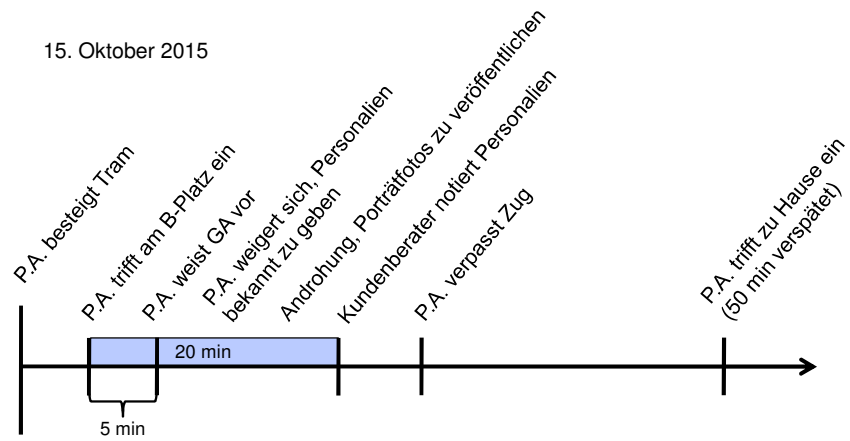 15. Oktober 2015
P.A. besteigt Tram
P.A. trifft am B-Platz ein
P.A. weist GA vor
P.A. weigert sich, Personalien
bekannt zu geben
Androhung, Porträtfotos zu veröffentlichen
Kundenberater notiert Personalien
P.A. verpasst Zug
P.A. trifft zu Hause ein
(50 min verspätet)
20 min
5 min